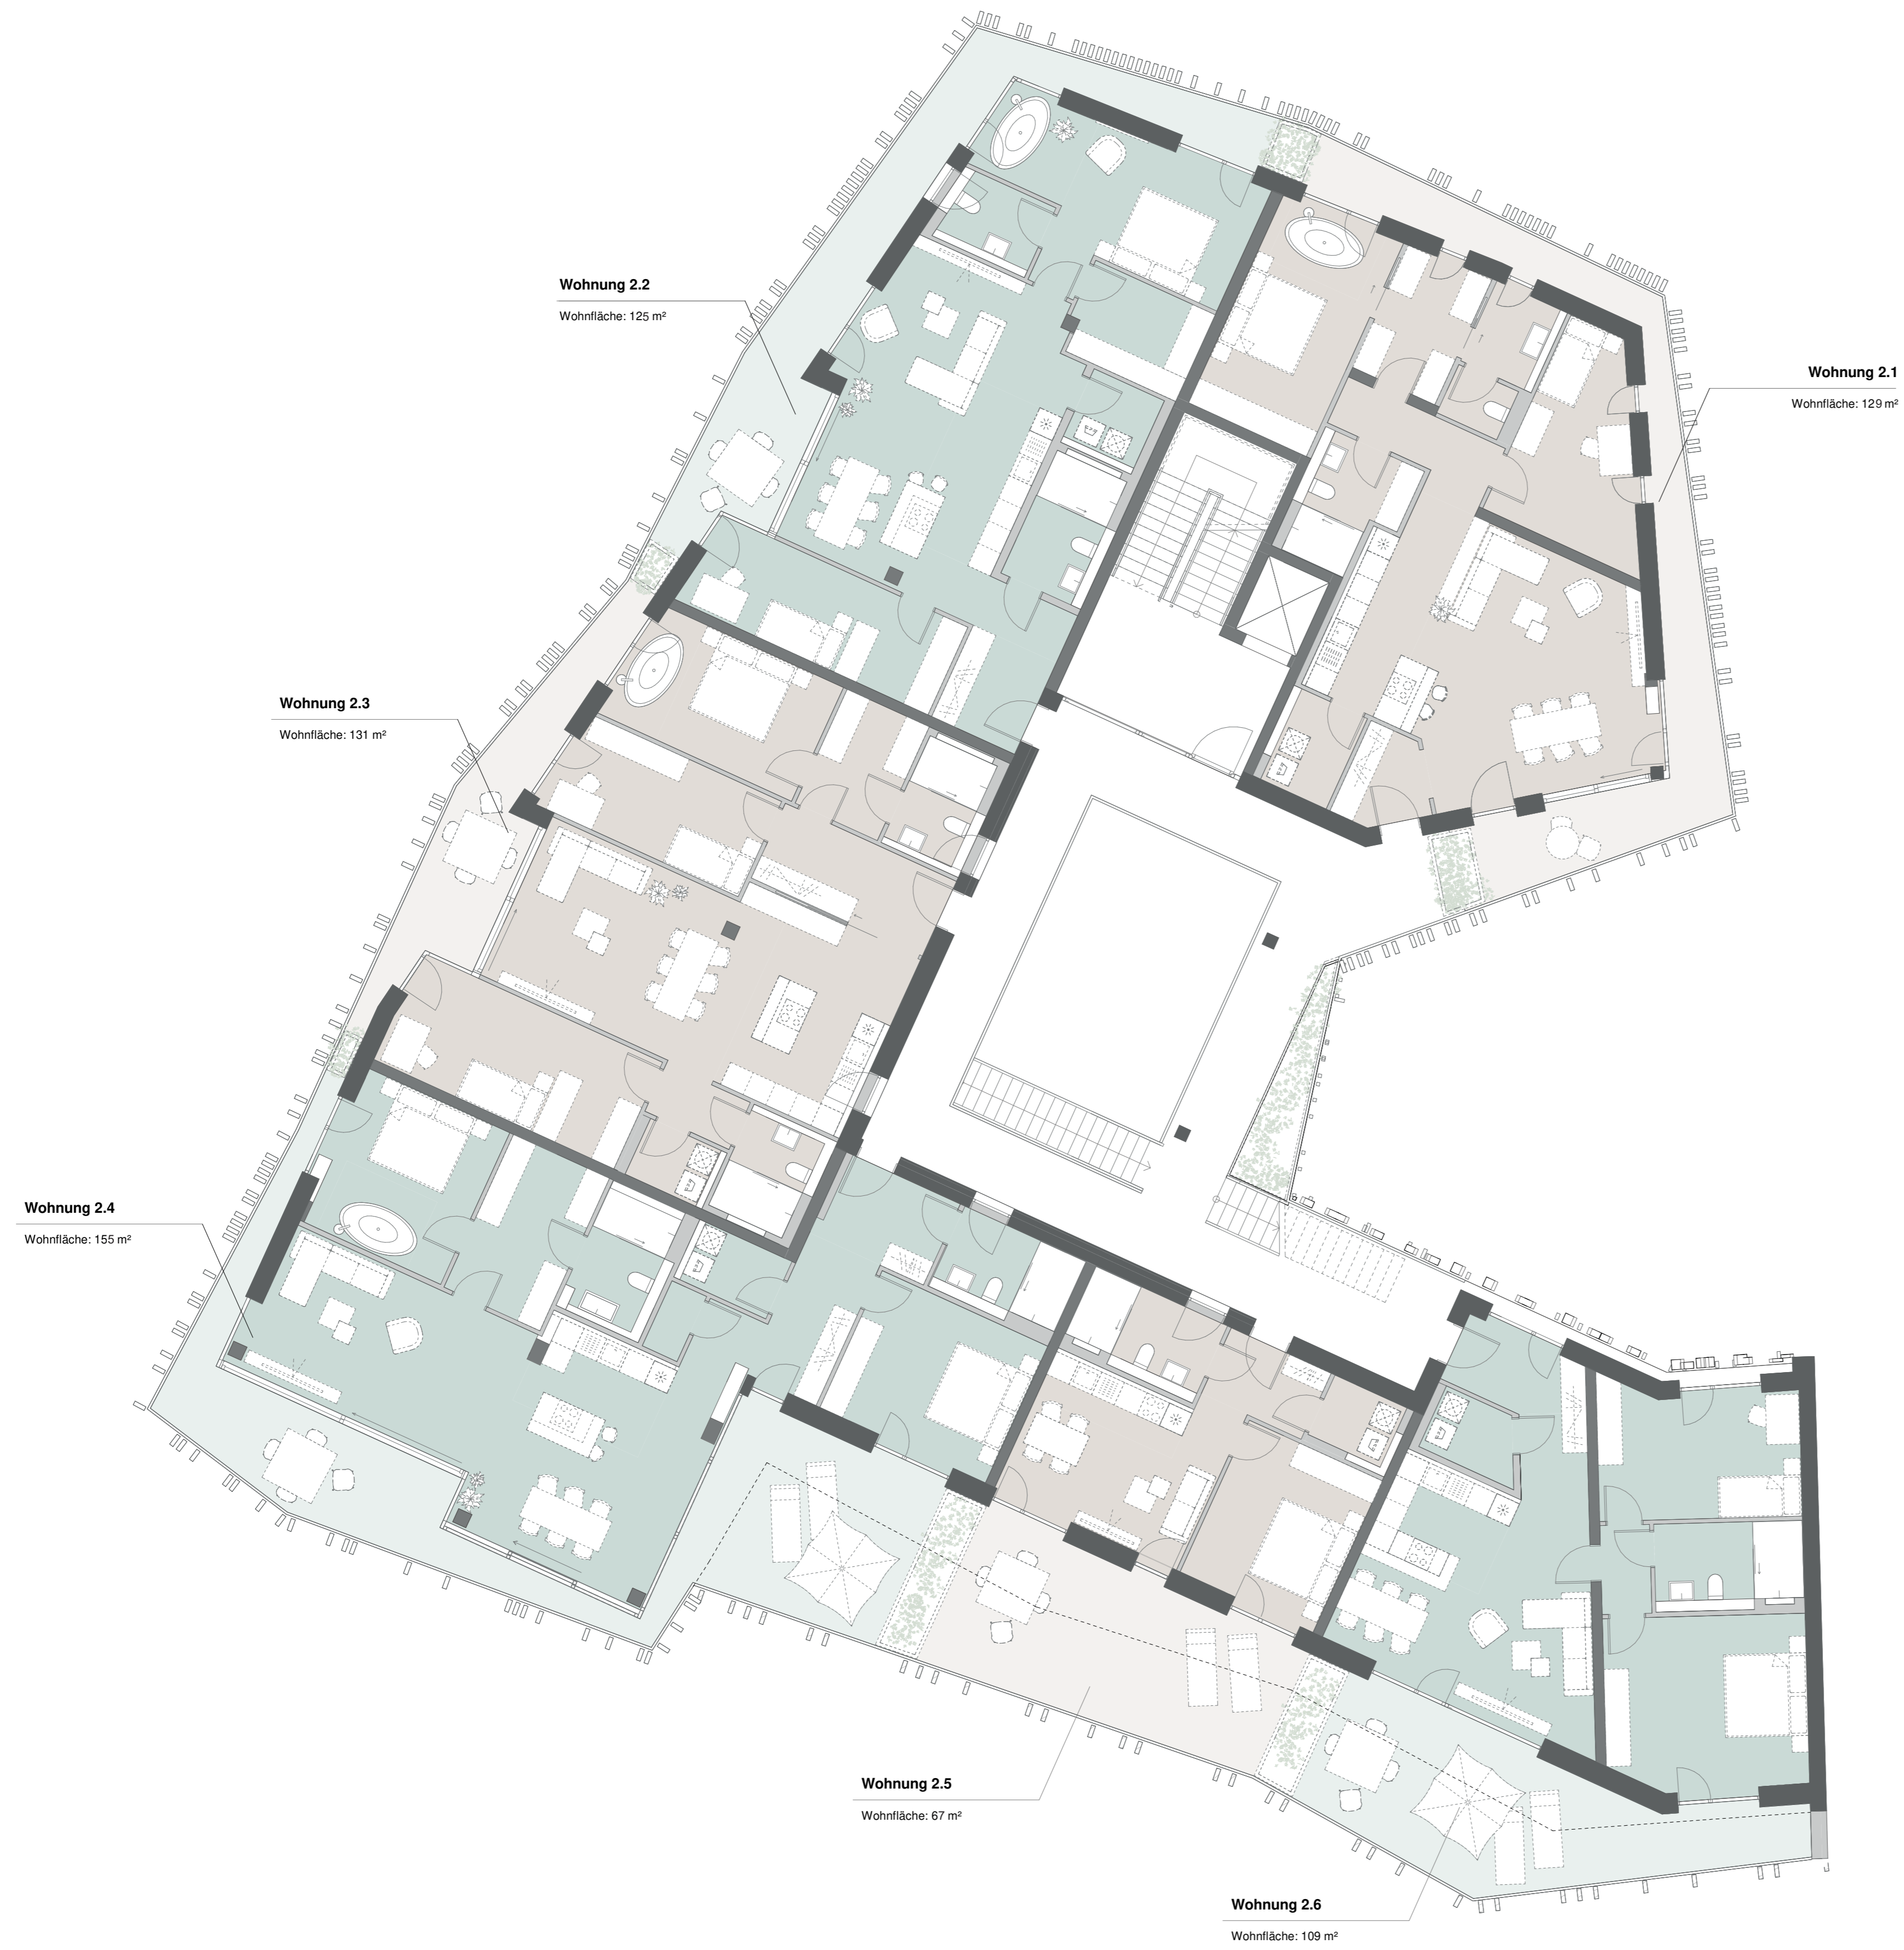 Wohnung 2.2
Wohnfläche: 125 m²
Wohnung 2.1
Wohnfläche: 129 m²
Wohnung 2.3
Wohnfläche: 131 m²
Wohnung 2.4
Wohnfläche: 155 m²
Wohnung 2.5
Wohnfläche: 67 m²
Wohnung 2.6
Wohnfläche: 109 m²